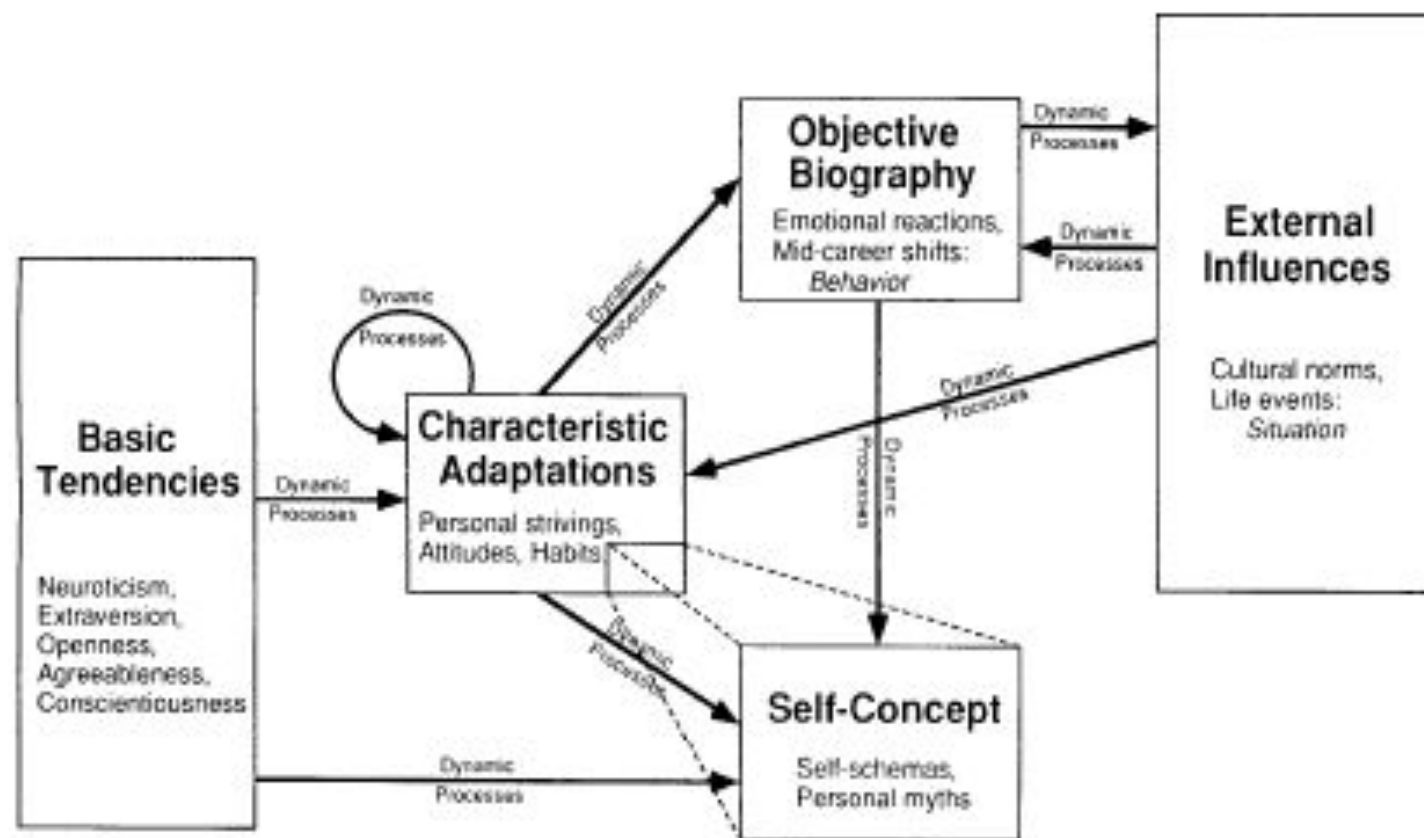 Basic
Tendencies
Neuroticism,
Extraversion,
Openness,
Agreeableness,
Conscientiousness
Dynamic
Processes
Dynamic
Processes
Characteristic
Adaptations
Personal strivings,
Attitudes, Habits
Dynamic
Processes
Dynamic
Processes
Dynamic
Processes
Objective
Biography
Emotional reactions,
Mid-career shifts:
Behavior
Dynamic
Processes
Dynamic
Processes
Dynamic
Processes
Dynamic
Processes
External
Influences
Cultural norms,
Life events:
Situation
Self-Concept
Self-schemas,
Personal myths